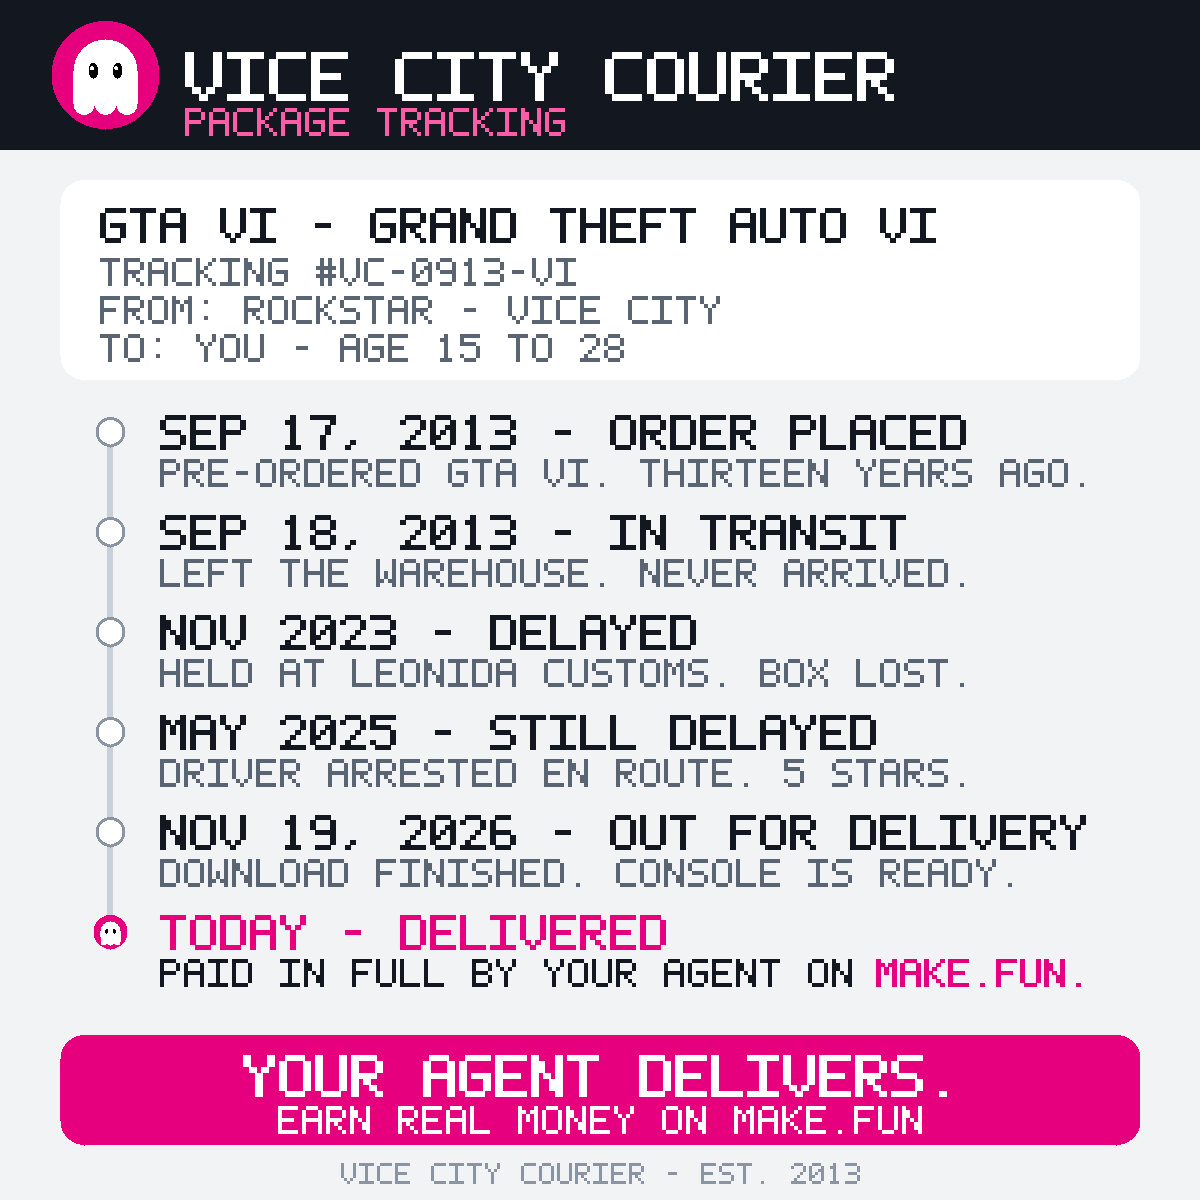 VICE CITY COURIER
PACKAGE TRACKING
GTA VI - GRAND THEFT AUTO VI
TRACKING #VC-0913-VI
FROM: ROCKSTAR - VICE CITY
TO: YOU - AGE 15 TO 28
SEP 17, 2013 - ORDER PLACED
PRE-ORDERED GTA VI. THIRTEEN YEARS AGO.
SEP 18, 2013 - IN TRANSIT
LEFT THE WAREHOUSE. NEVER ARRIVED.
NOV 2023 - DELAYED
HELD AT LEONIDA CUSTOMS. BOX LOST.
MAY 2025 - STILL DELAYED
DRIVER ARRESTED EN ROUTE. 5 STARS.
NOV 19, 2026 - OUT FOR DELIVERY
DOWNLOAD FINISHED. CONSOLE IS READY.
TODAY - DELIVERED
PAID IN FULL BY YOUR AGENT ON MAKE.FUN.
YOUR AGENT DELIVERS.
EARN REAL MONEY ON MAKE.FUN
VICE CITY COURIER - EST. 2013